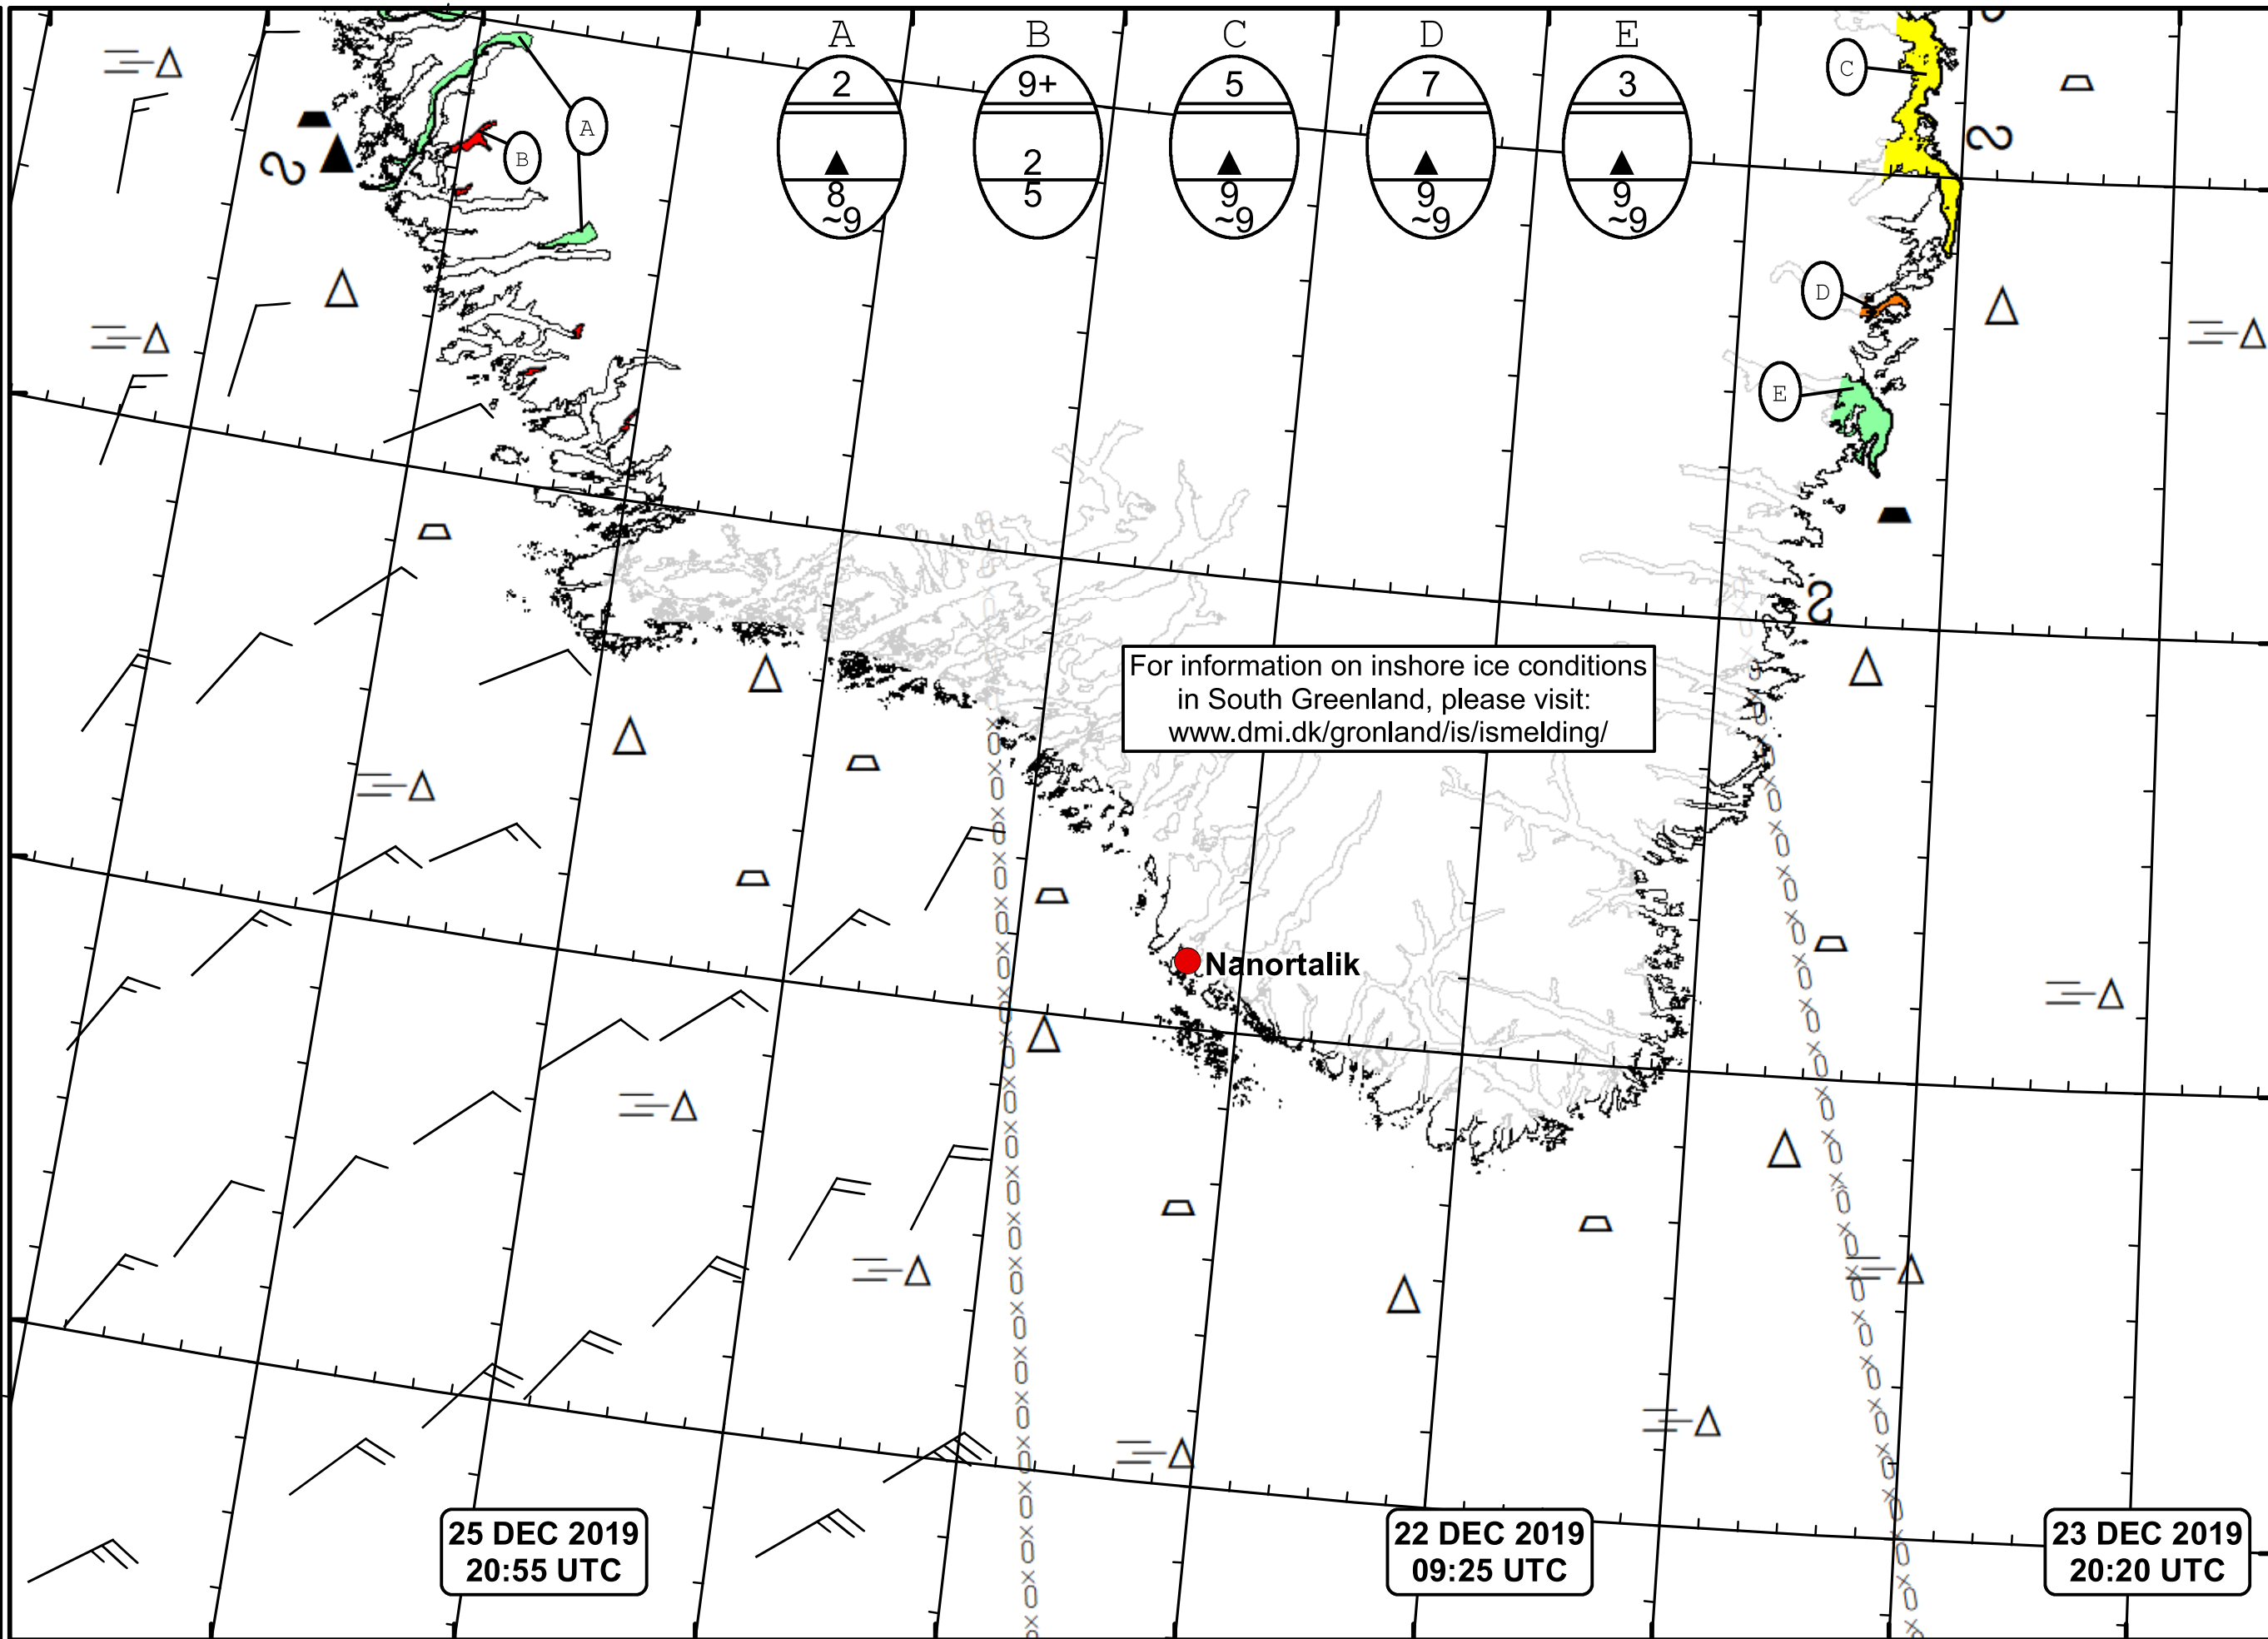 A B C D E
2 9+ 5 7 3
2
8 5 9 9 9
~9 ~9 ~9 ~9
C
A
B
D
E
For information on inshore ice conditions
in South Greenland, please visit:
www.dmi.dk/gronland/is/ismelding/
Nanortalik
25 DEC 2019
20:55 UTC
22 DEC 2019
09:25 UTC
23 DEC 2019
20:20 UTC